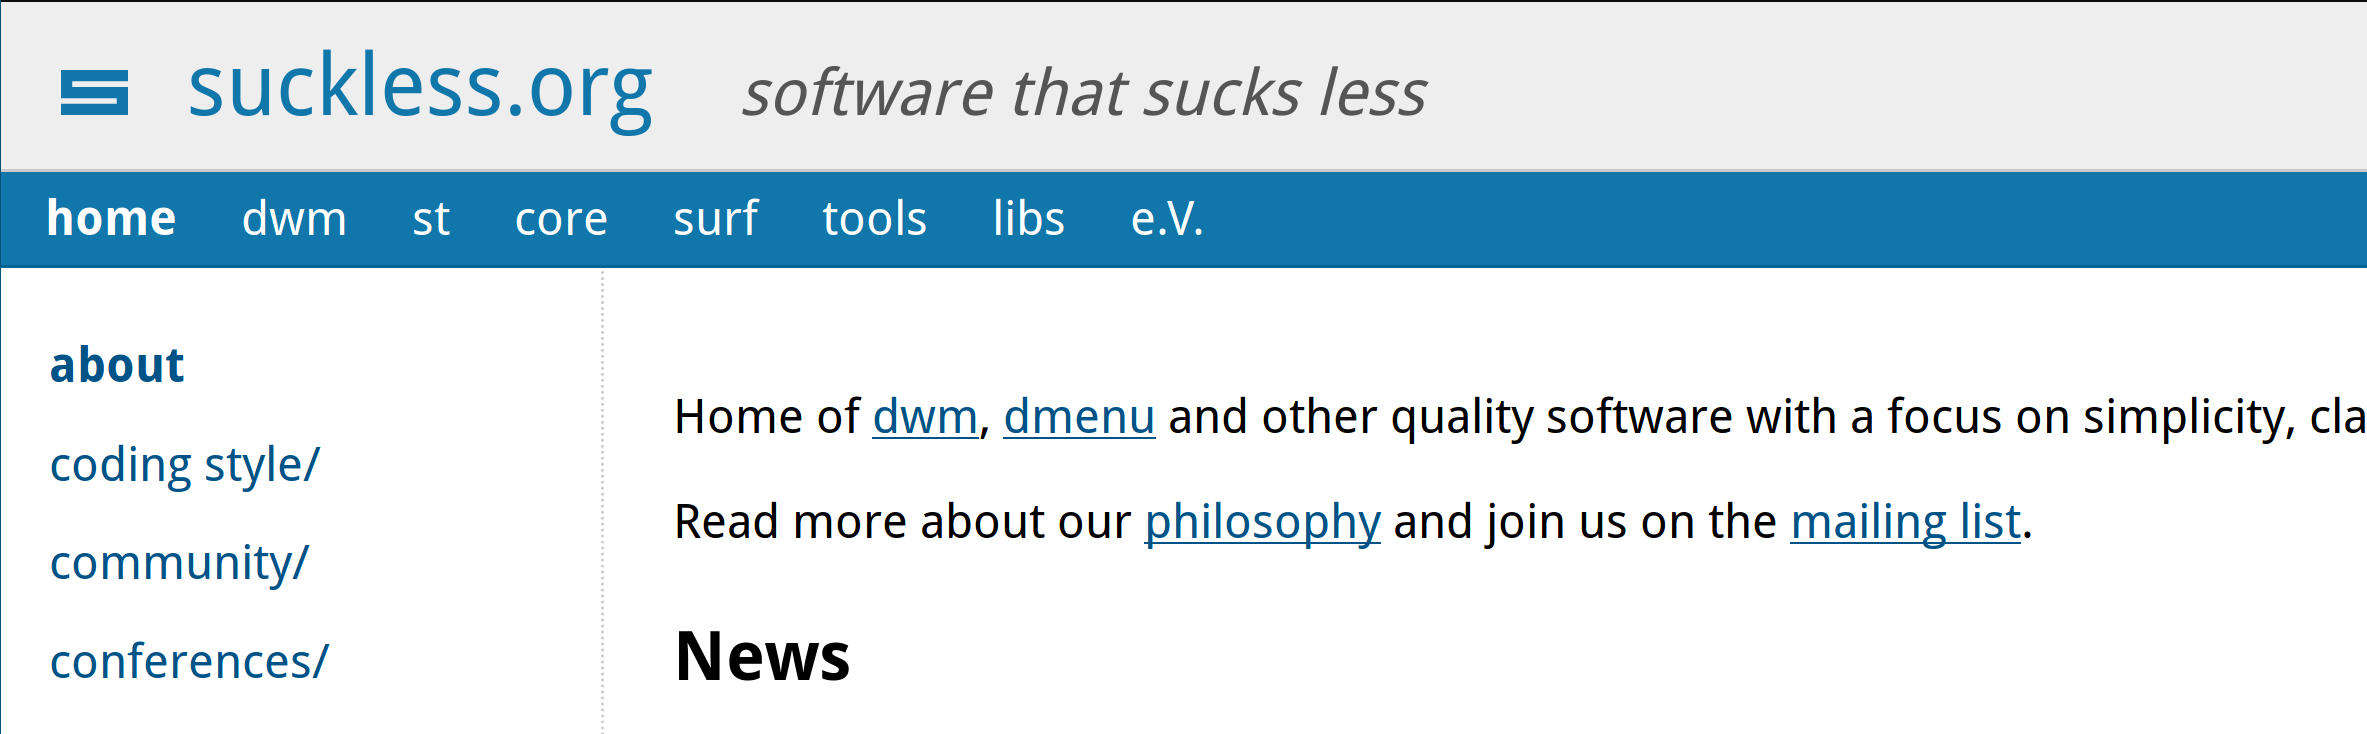 suckless.org software that sucks less
home dwm st core surf tools libs e.V.
about
coding style/
community/
conferences/
Home of dwm, dmenu and other quality software with a focus on simplicity, cla
Read more about our philosophy and join us on the mailing list.
News